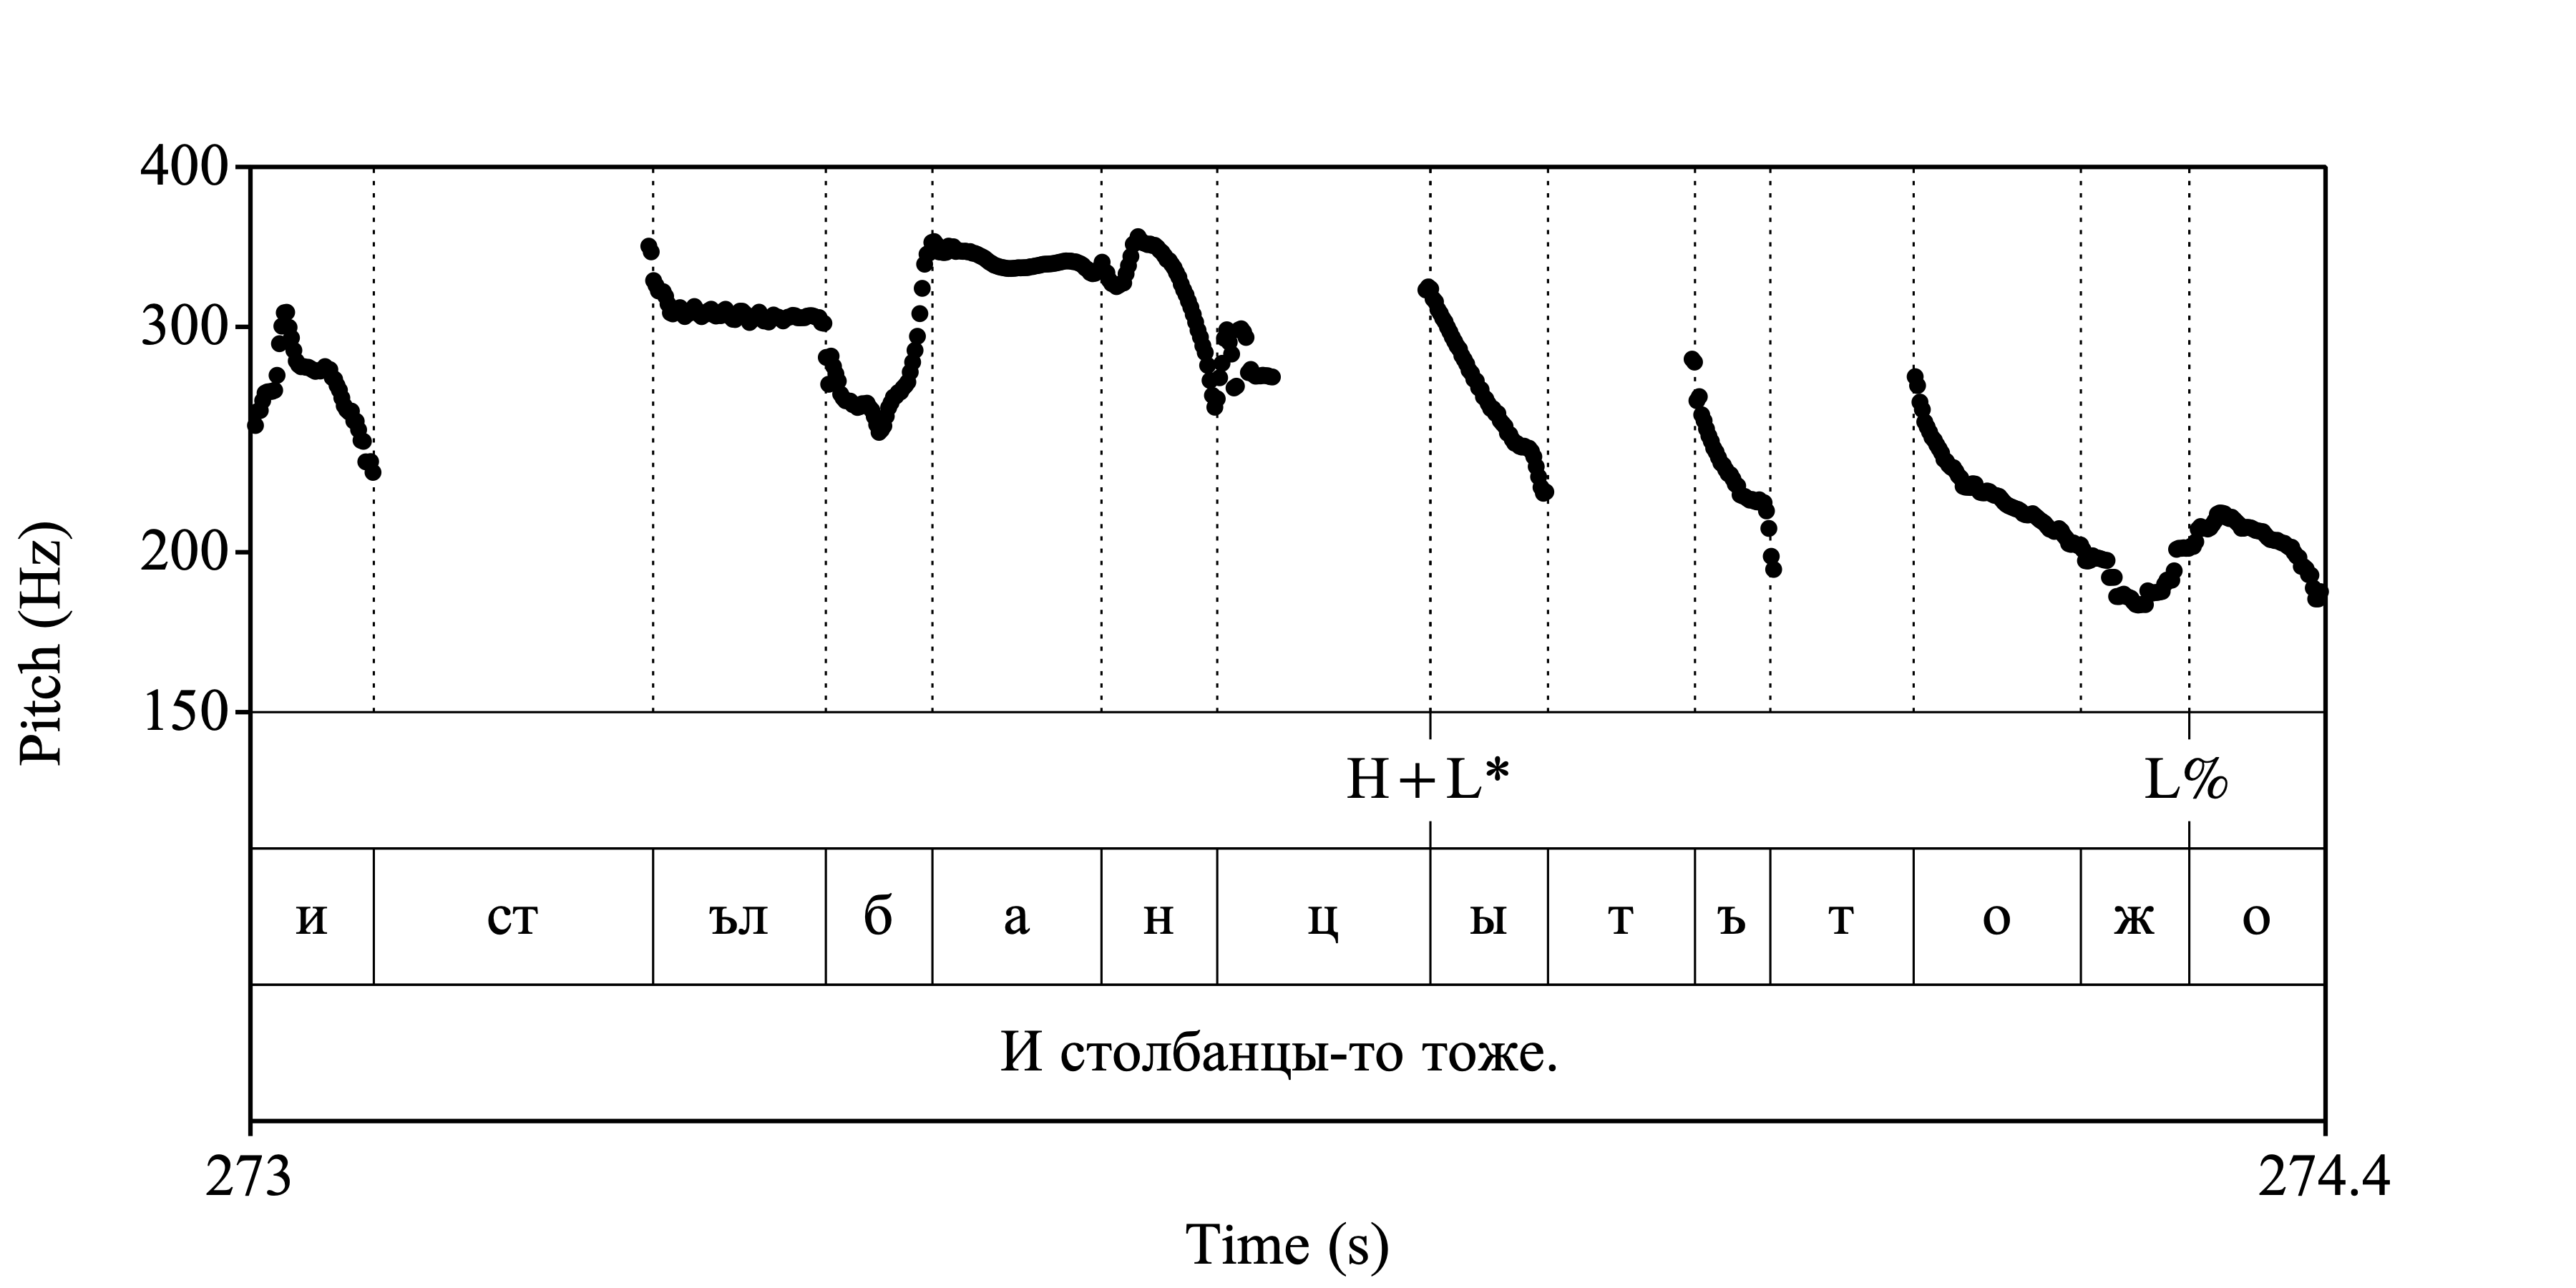 400
300
200
150
Pitch (Hz)
H+L* L%
и ст ъл б а н ц ы т ъ т о ж о
И столбанцы-то тоже.
273 274.4
Time (s)